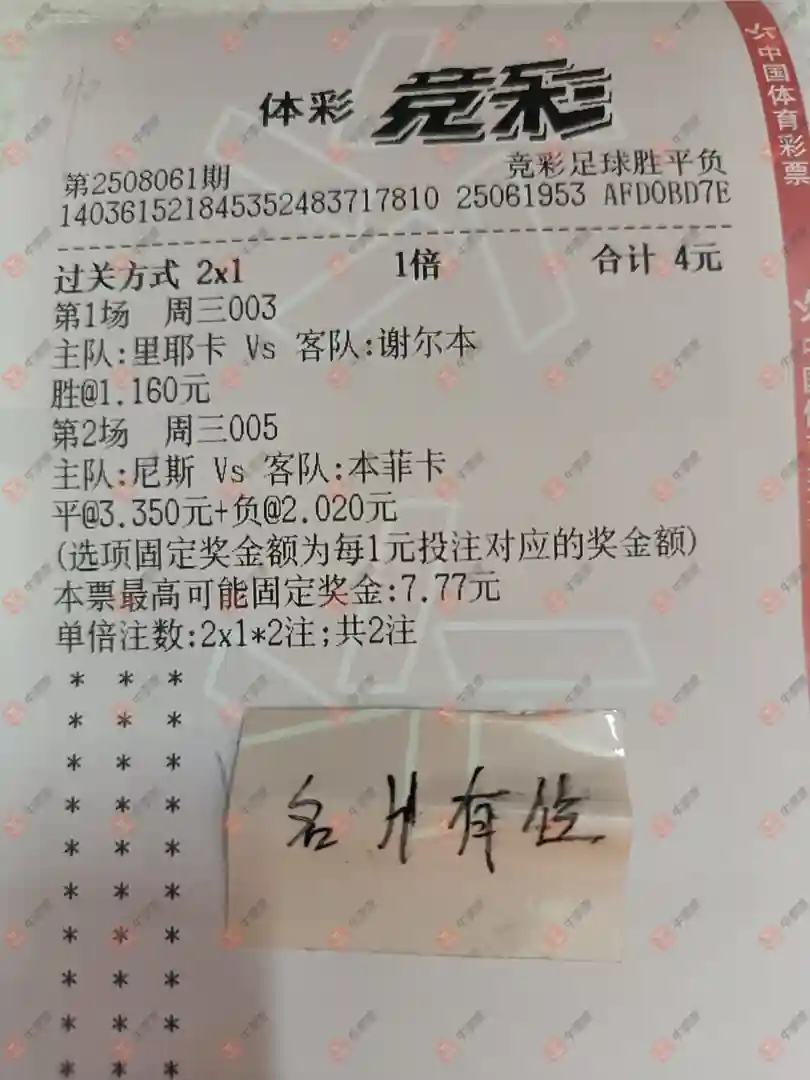 体彩 竞彩
中国体育彩票
第2508061期 竞彩足球胜平负
140361521845352483717810 25061953 AFD0BD7E
过关方式 2x1 1倍 合计 4元
第1场 周三003
主队:里耶卡 Vs 客队:谢尔本
胜@1.160元
第2场 周三005
主队:尼斯 Vs 客队:本菲卡
平@3.350元+负@2.020元
(选项固定奖金额为每1元投注对应的奖金额)
本票最高可能固定奖金:7.77元
单倍注数:2x1*2注;共2注
* * *
* * *
* * *
* * *
* * *
* * *
* * *
* * *
* * *
* * *
名片有位